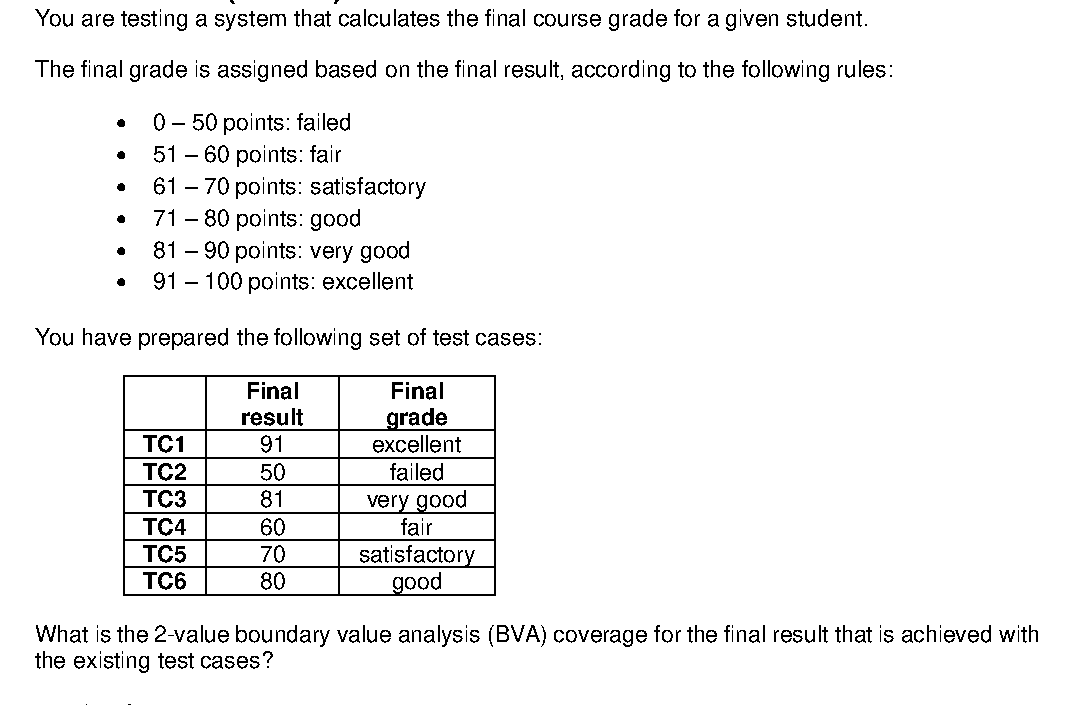 You are testing a system that calculates the final course grade for a given student.
The final grade is assigned based on the final result, according to the following rules:
• 0 – 50 points: failed
• 51 – 60 points: fair
• 61 – 70 points: satisfactory
• 71 – 80 points: good
• 81 – 90 points: very good
• 91 – 100 points: excellent
You have prepared the following set of test cases:
Final result Final grade
TC1 91 excellent
TC2 50 failed
TC3 81 very good
TC4 60 fair
TC5 70 satisfactory
TC6 80 good
What is the 2-value boundary value analysis (BVA) coverage for the final result that is achieved with
the existing test cases?